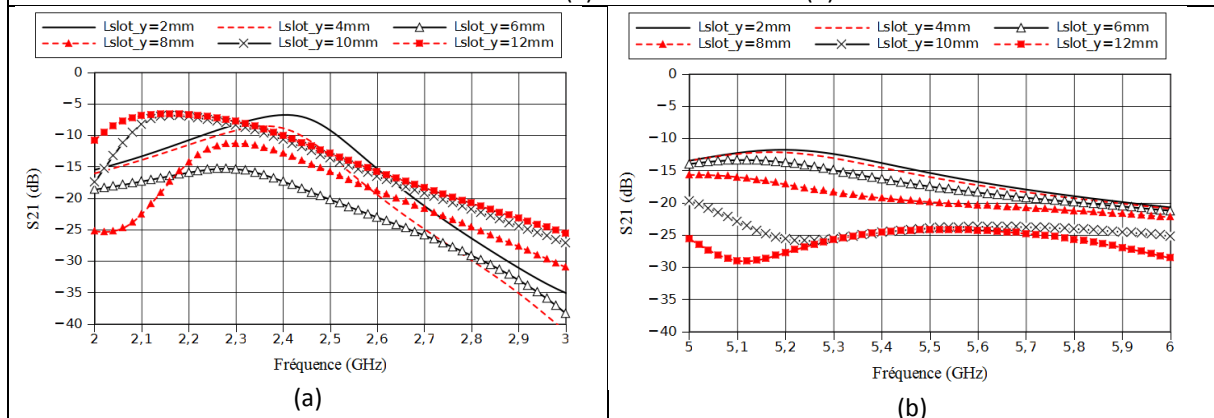 Lslot_y=2mm Lslot_y=4mm Lslot_y=6mm
Lslot_y=8mm Lslot_y=10mm Lslot_y=12mm
0
−5
−10
−15
−20
−25
−30
−35
−40
S21 (dB)
2 2,1 2,2 2,3 2,4 2,5 2,6 2,7 2,8 2,9 3
Fréquence (GHz)
(a)
Lslot_y=2mm Lslot_y=4mm Lslot_y=6mm
Lslot_y=8mm Lslot_y=10mm Lslot_y=12mm
0
−5
−10
−15
−20
−25
−30
−35
−40
S21 (dB)
5 5,1 5,2 5,3 5,4 5,5 5,6 5,7 5,8 5,9 6
Fréquence (GHz)
(b)